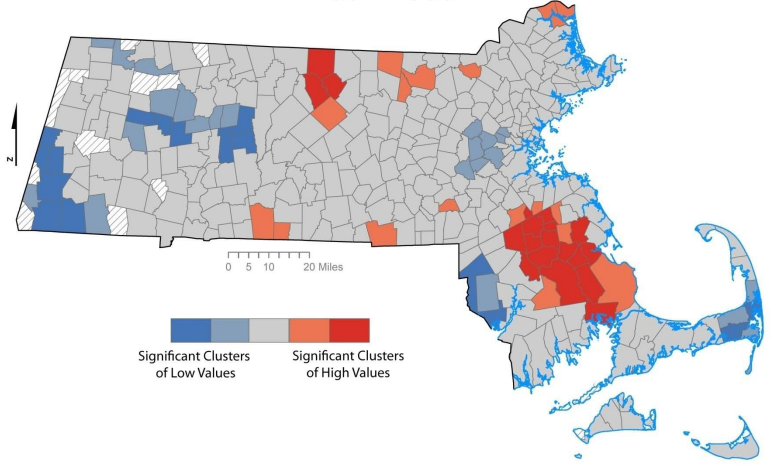 N
0 5 10 20 Miles
Significant Clusters
of Low Values
Significant Clusters
of High Values